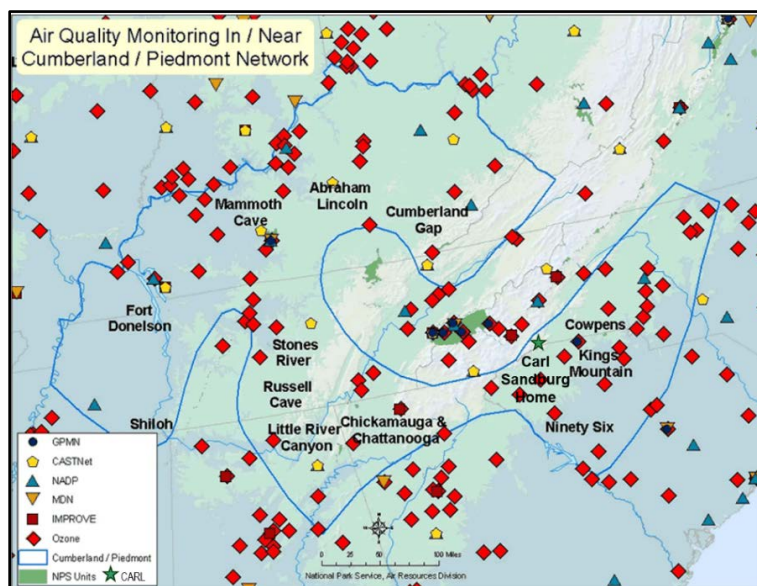 Air Quality Monitoring In / Near
Cumberland / Piedmont Network
Mammoth
Cave
Abraham
Lincoln
Cumberland
Gap
Fort
Donelson
Stones
River
Cowpens
Kings
Mountain
Carl
Sandburg
Home
Russell
Cave
Shiloh
Little River
Canyon
Chickamauga &
Chattanooga
Ninety Six
GPMN
CASTNet
NADP
MDN
IMPROVE
Ozone
Cumberland / Piedmont
NPS Units
CARL
0
50
100 Miles
National Park Service, Air Resources Division